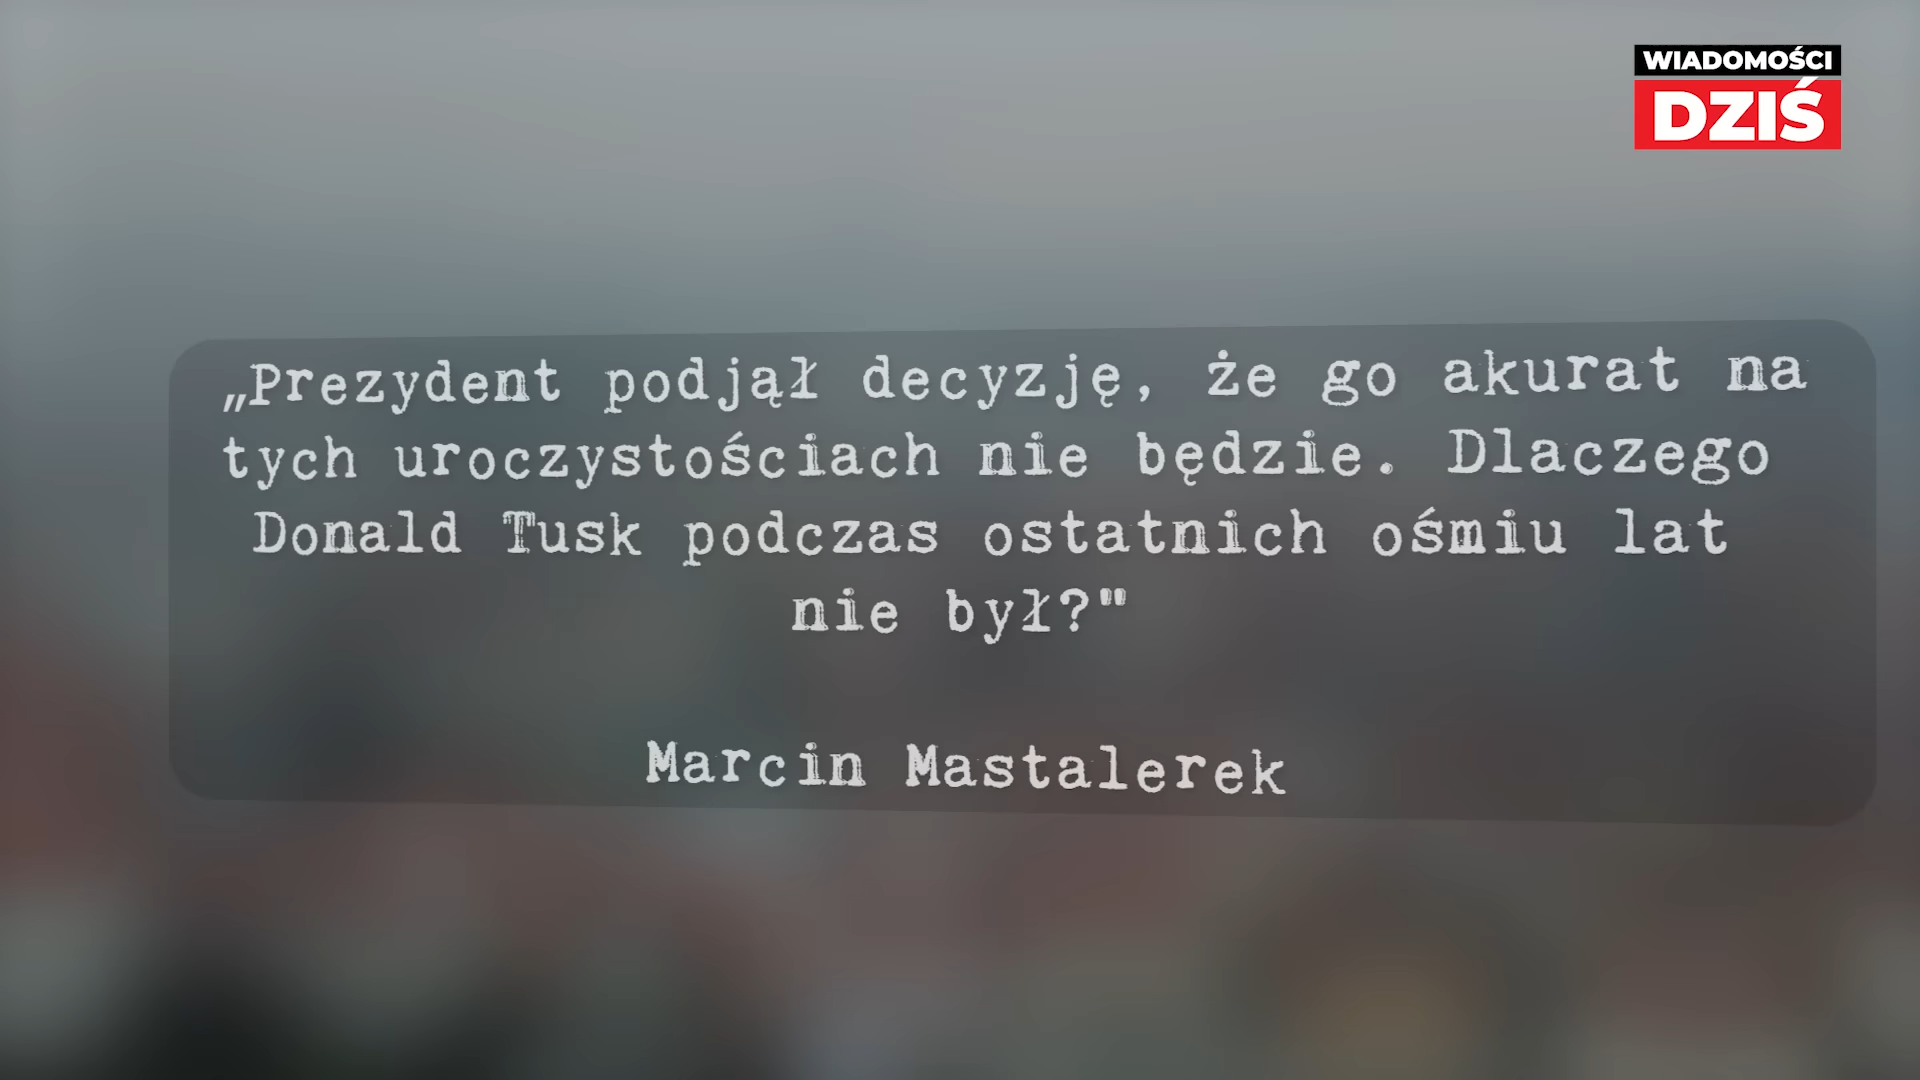 WIADOMOŚCI
DZIŚ
„Prezydent podjął decyzję, że go akurat na
tych uroczystościach nie będzie. Dlaczego
Donald Tusk podczas ostatnich ośmiu lat
nie był?"
Marcin Mastalerek